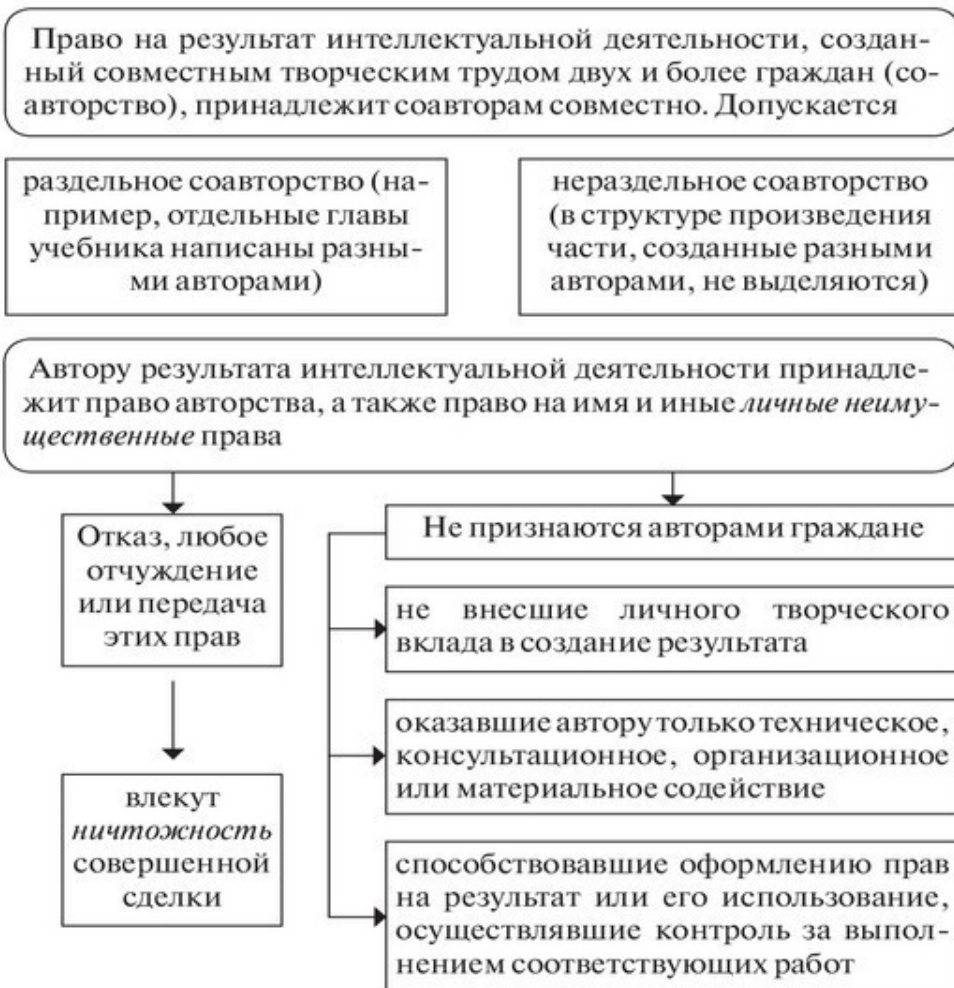 Право на результат интеллектуальной деятельности, создан-
ный совместным творческим трудом двух и более граждан (со-
авторство), принадлежит соавторам совместно. Допускается
раздельное соавторство (на-
пример, отдельные главы
учебника написаны разны-
ми авторами)
нераздельное соавторство
(в структуре произведения
части, созданные разными
авторами, не выделяются)
Автору результата интеллектуальной деятельности принадле-
жит право авторства, а также право на имя и иные личные неиму-
щественные права
Отказ, любое
отчуждение
или передача
этих прав
влекут
ничтожность
совершенной
сделки
Не признаются авторами граждане
не внесшие личного творческого
вклада в создание результата
оказавшие автору только техническое,
консультационное, организационное
или материальное содействие
способствовавшие оформлению прав
на результат или его использование,
осуществлявшие контроль за выпол-
нением соответствующих работ